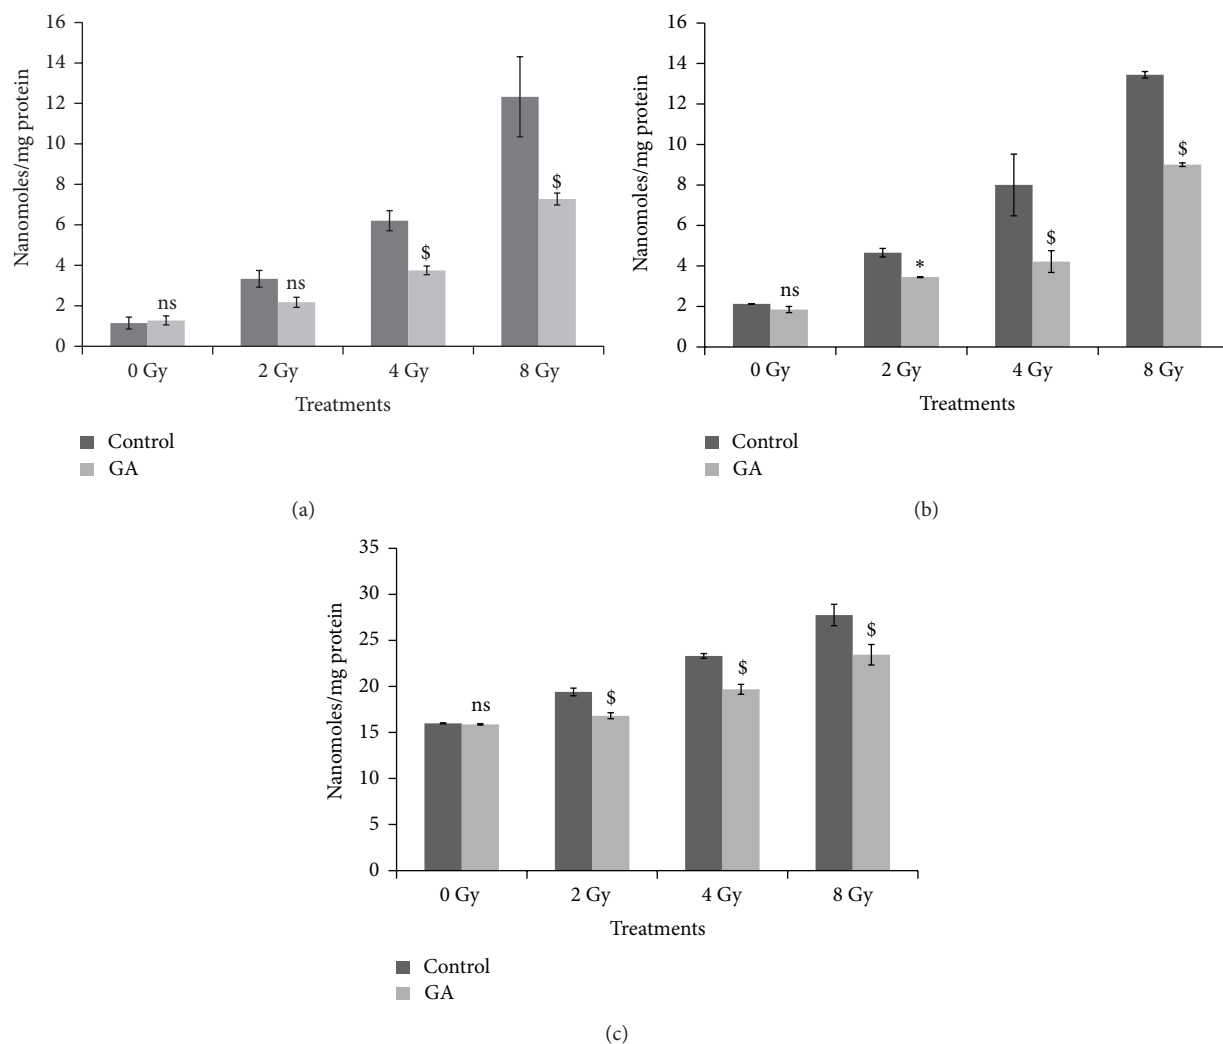 16
14
12
10
8
6
4
2
0
Nanomoles/mg protein
ns
ns
$
$
0 Gy 2 Gy 4 Gy 8 Gy
Treatments
Control
GA
(a)
16
14
12
10
8
6
4
2
0
Nanomoles/mg protein
ns
*
$
$
0 Gy 2 Gy 4 Gy 8 Gy
Treatments
Control
GA
(b)
35
30
25
20
15
10
5
0
Nanomoles/mg protein
ns
$
$
$
0 Gy 2 Gy 4 Gy 8 Gy
Treatments
Control
GA
(c)